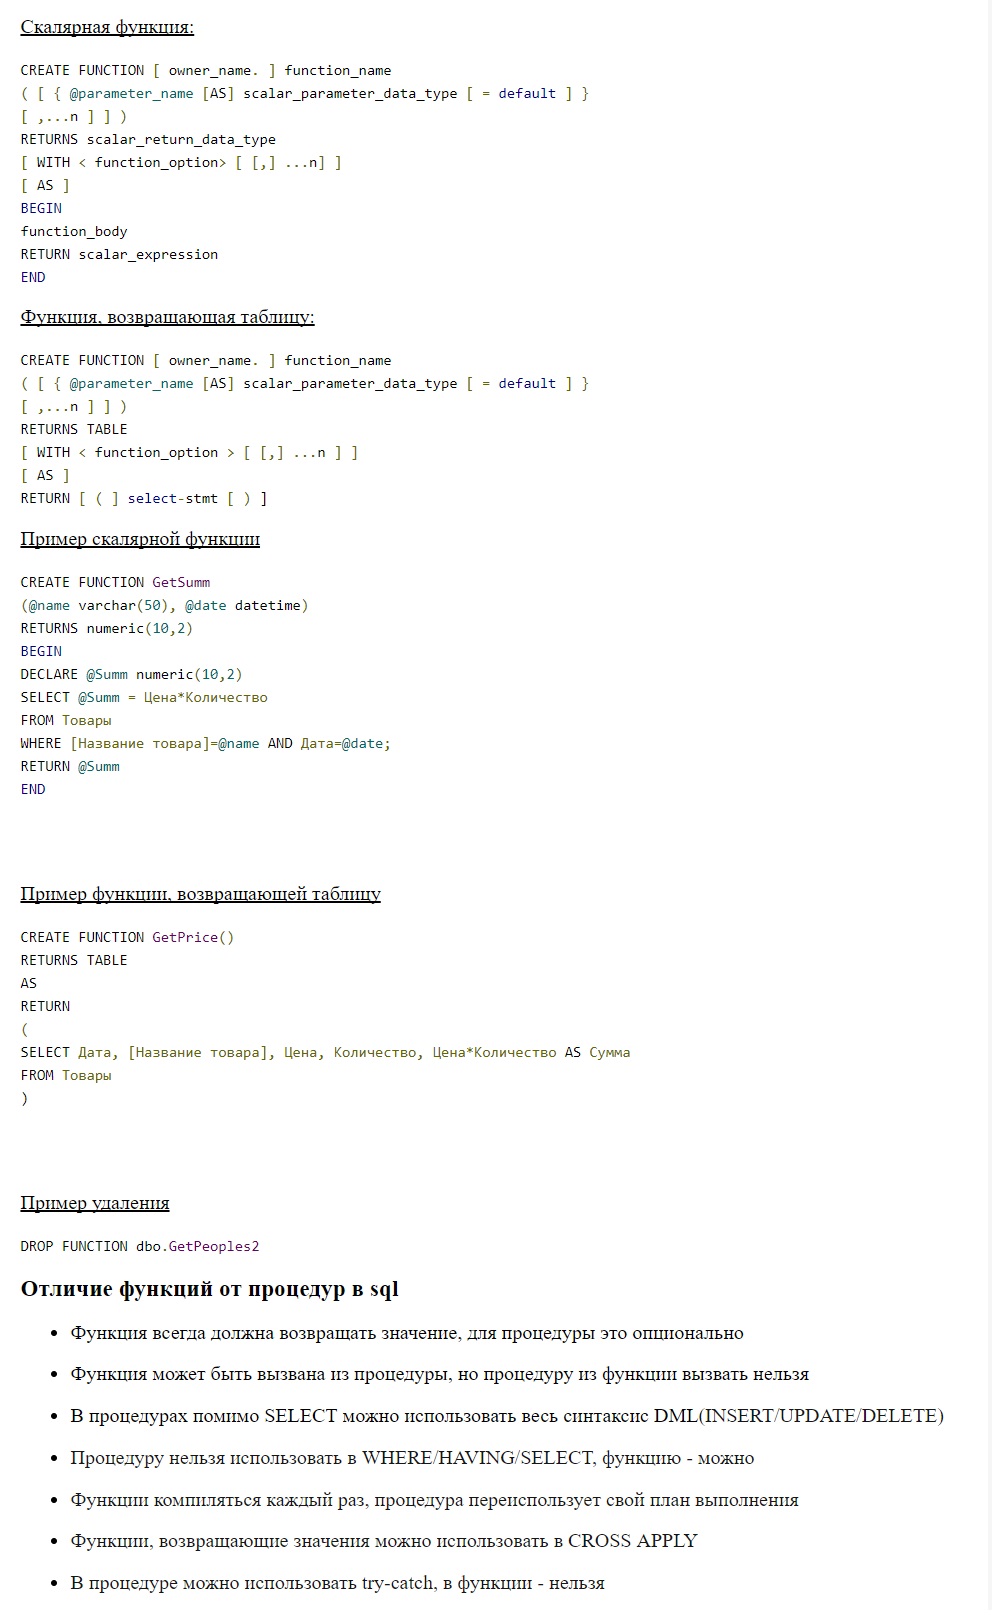 Скалярная функция:
CREATE FUNCTION [ owner_name. ] function_name
( [ { @parameter_name [AS] scalar_parameter_data_type [ = default ] }
[ ,...n ] ] )
RETURNS scalar_return_data_type
[ WITH < function_option> [ [,] ...n] ]
[ AS ]
BEGIN
function_body
RETURN scalar_expression
END
Функция, возвращающая таблицу:
CREATE FUNCTION [ owner_name. ] function_name
( [ { @parameter_name [AS] scalar_parameter_data_type [ = default ] }
[ ,...n ] ] )
RETURNS TABLE
[ WITH < function_option > [ [,] ...n ] ]
[ AS ]
RETURN [ ( ] select-stmt [ ) ]
Пример скалярной функции
CREATE FUNCTION GetSumm
(@name varchar(50), @date datetime)
RETURNS numeric(10,2)
BEGIN
DECLARE @Summ numeric(10,2)
SELECT @Summ = Цена*Количество
FROM Товары
WHERE [Название товара]=@name AND Дата=@date;
RETURN @Summ
END
Пример функции, возвращающей таблицу
CREATE FUNCTION GetPrice()
RETURNS TABLE
AS
RETURN
(
SELECT Дата, [Название товара], Цена, Количество, Цена*Количество AS Сумма
FROM Товары
)
Пример удаления
DROP FUNCTION dbo.GetPeoples2
Отличие функций от процедур в sql
• Функция всегда должна возвращать значение, для процедуры это опционально
• Функция может быть вызвана из процедуры, но процедуру из функции вызвать нельзя
• В процедурах помимо SELECT можно использовать весь синтаксис DML(INSERT/UPDATE/DELETE)
• Процедуру нельзя использовать в WHERE/HAVING/SELECT, функцию - можно
• Функции компиляться каждый раз, процедура переиспользует свой план выполнения
• Функции, возвращающие значения можно использовать в CROSS APPLY
• В процедуре можно использовать try-catch, в функции - нельзя